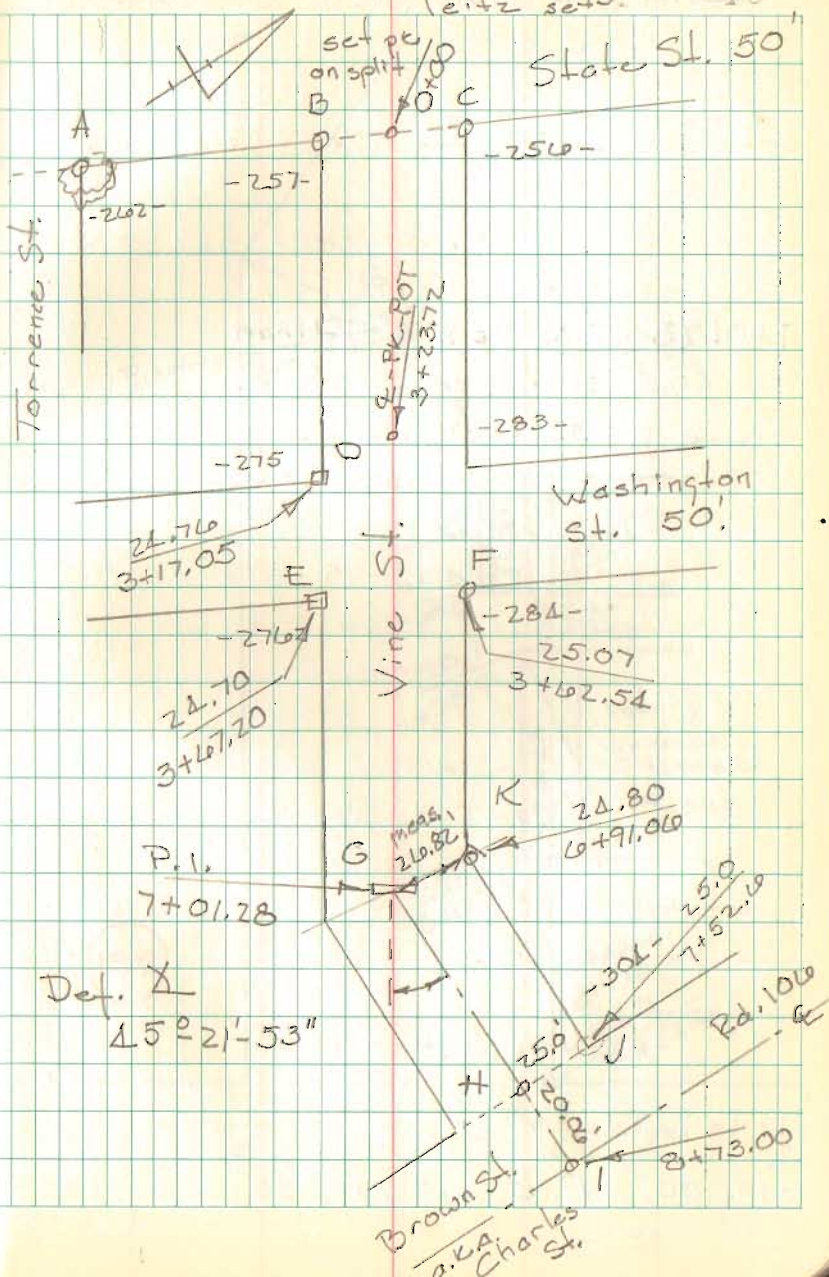 Leitz set
set pk
on split
0+00
State St. 50'
A
B
C
-257-
-256-
-262-
Torrence St.
℄-PK-POT
3+23.72
-275
D
-283-
Washington
St. 50'
24.76
3+17.05
Vine St.
E
F
-276-
-284-
25.07
3+62.54
24.70
3+67.20
K
24.80
6+91.06
meas.
26.82
G
P.I.
7+01.28
25.0
7+52.6
-304-
Def. ∡
45°-21'-53"
Rd. 106
℄
J
25.0'
H
I
8+73.00
Brown St.
a.k.a.
Charles
St.